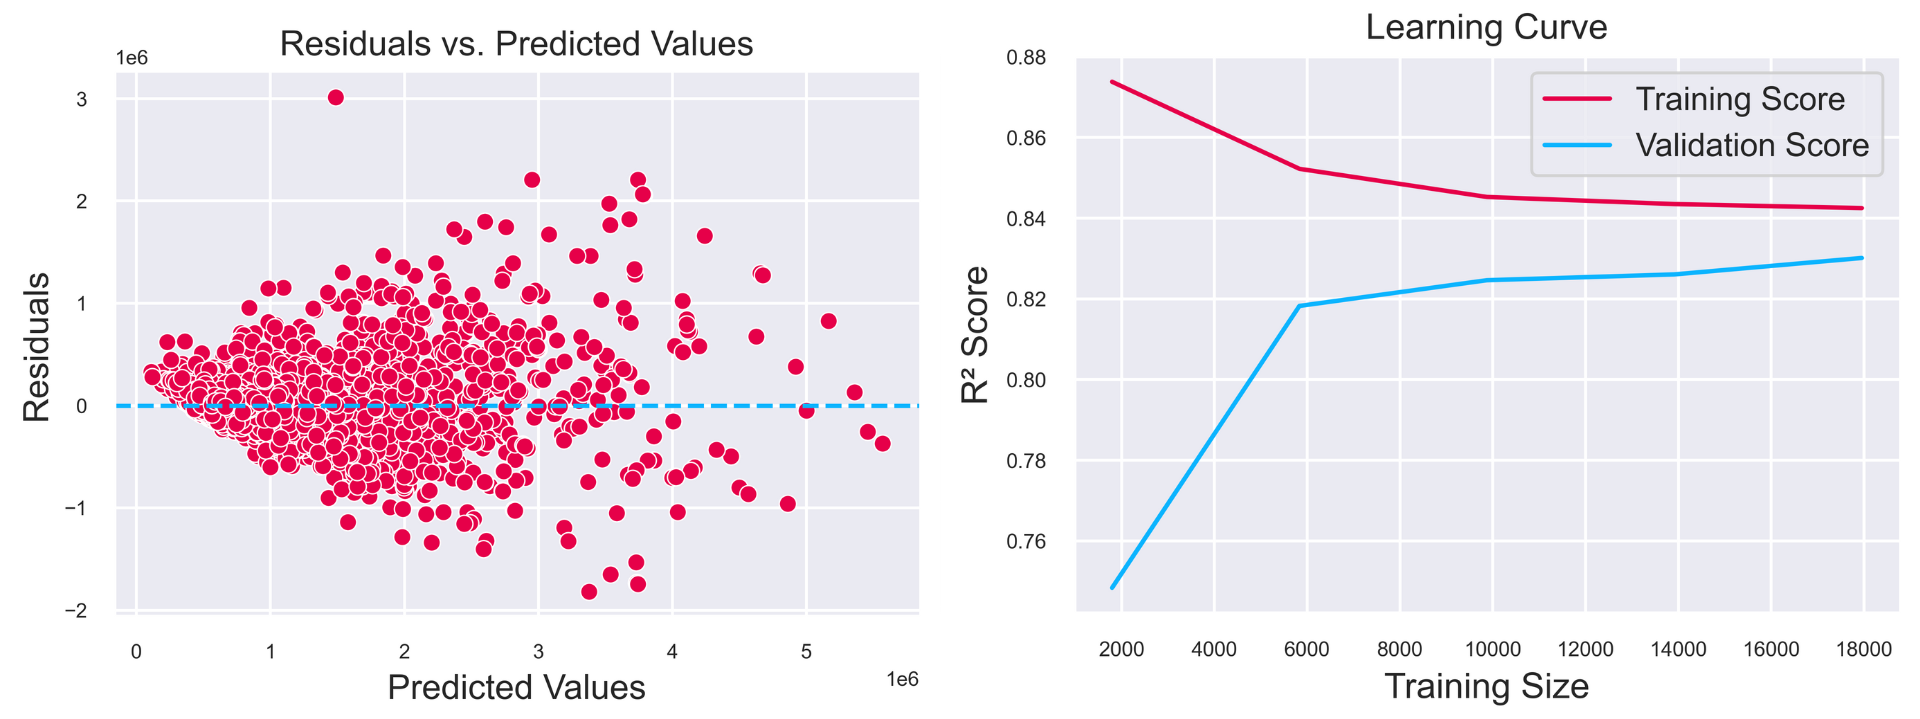 Residuals vs. Predicted Values
1e6
3
2
1
0
−1
−2
Residuals
0 1 2 3 4 5
1e6
Predicted Values
Learning Curve
0.88
0.86
0.84
0.82
0.80
0.78
0.76
R² Score
Training Score
Validation Score
2000 4000 6000 8000 10000 12000 14000 16000 18000
Training Size